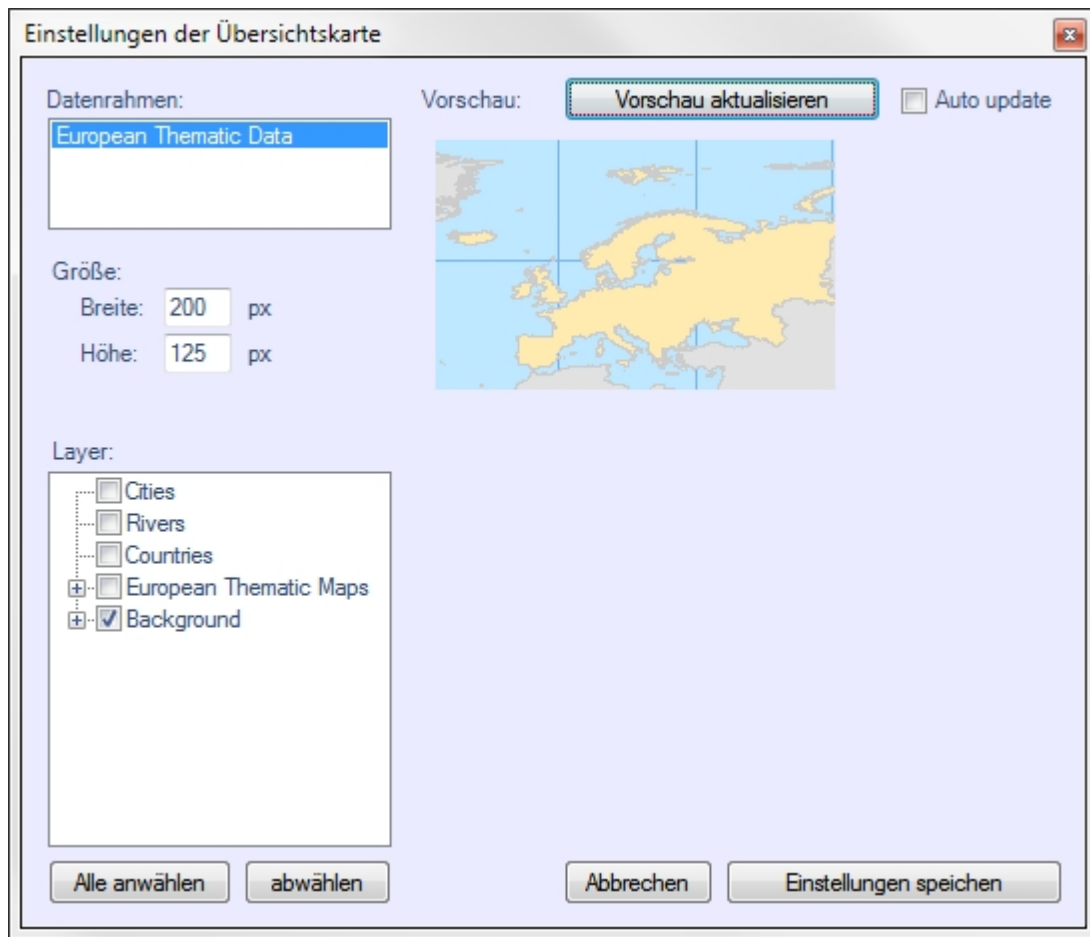 Einstellungen der Übersichtskarte
x
Datenrahmen:
European Thematic Data
Vorschau:
Vorschau aktualisieren
Auto update
Größe:
Breite: 200 px
Höhe: 125 px
Layer:
Cities
Rivers
Countries
European Thematic Maps
Background
Alle anwählen
abwählen
Abbrechen
Einstellungen speichen